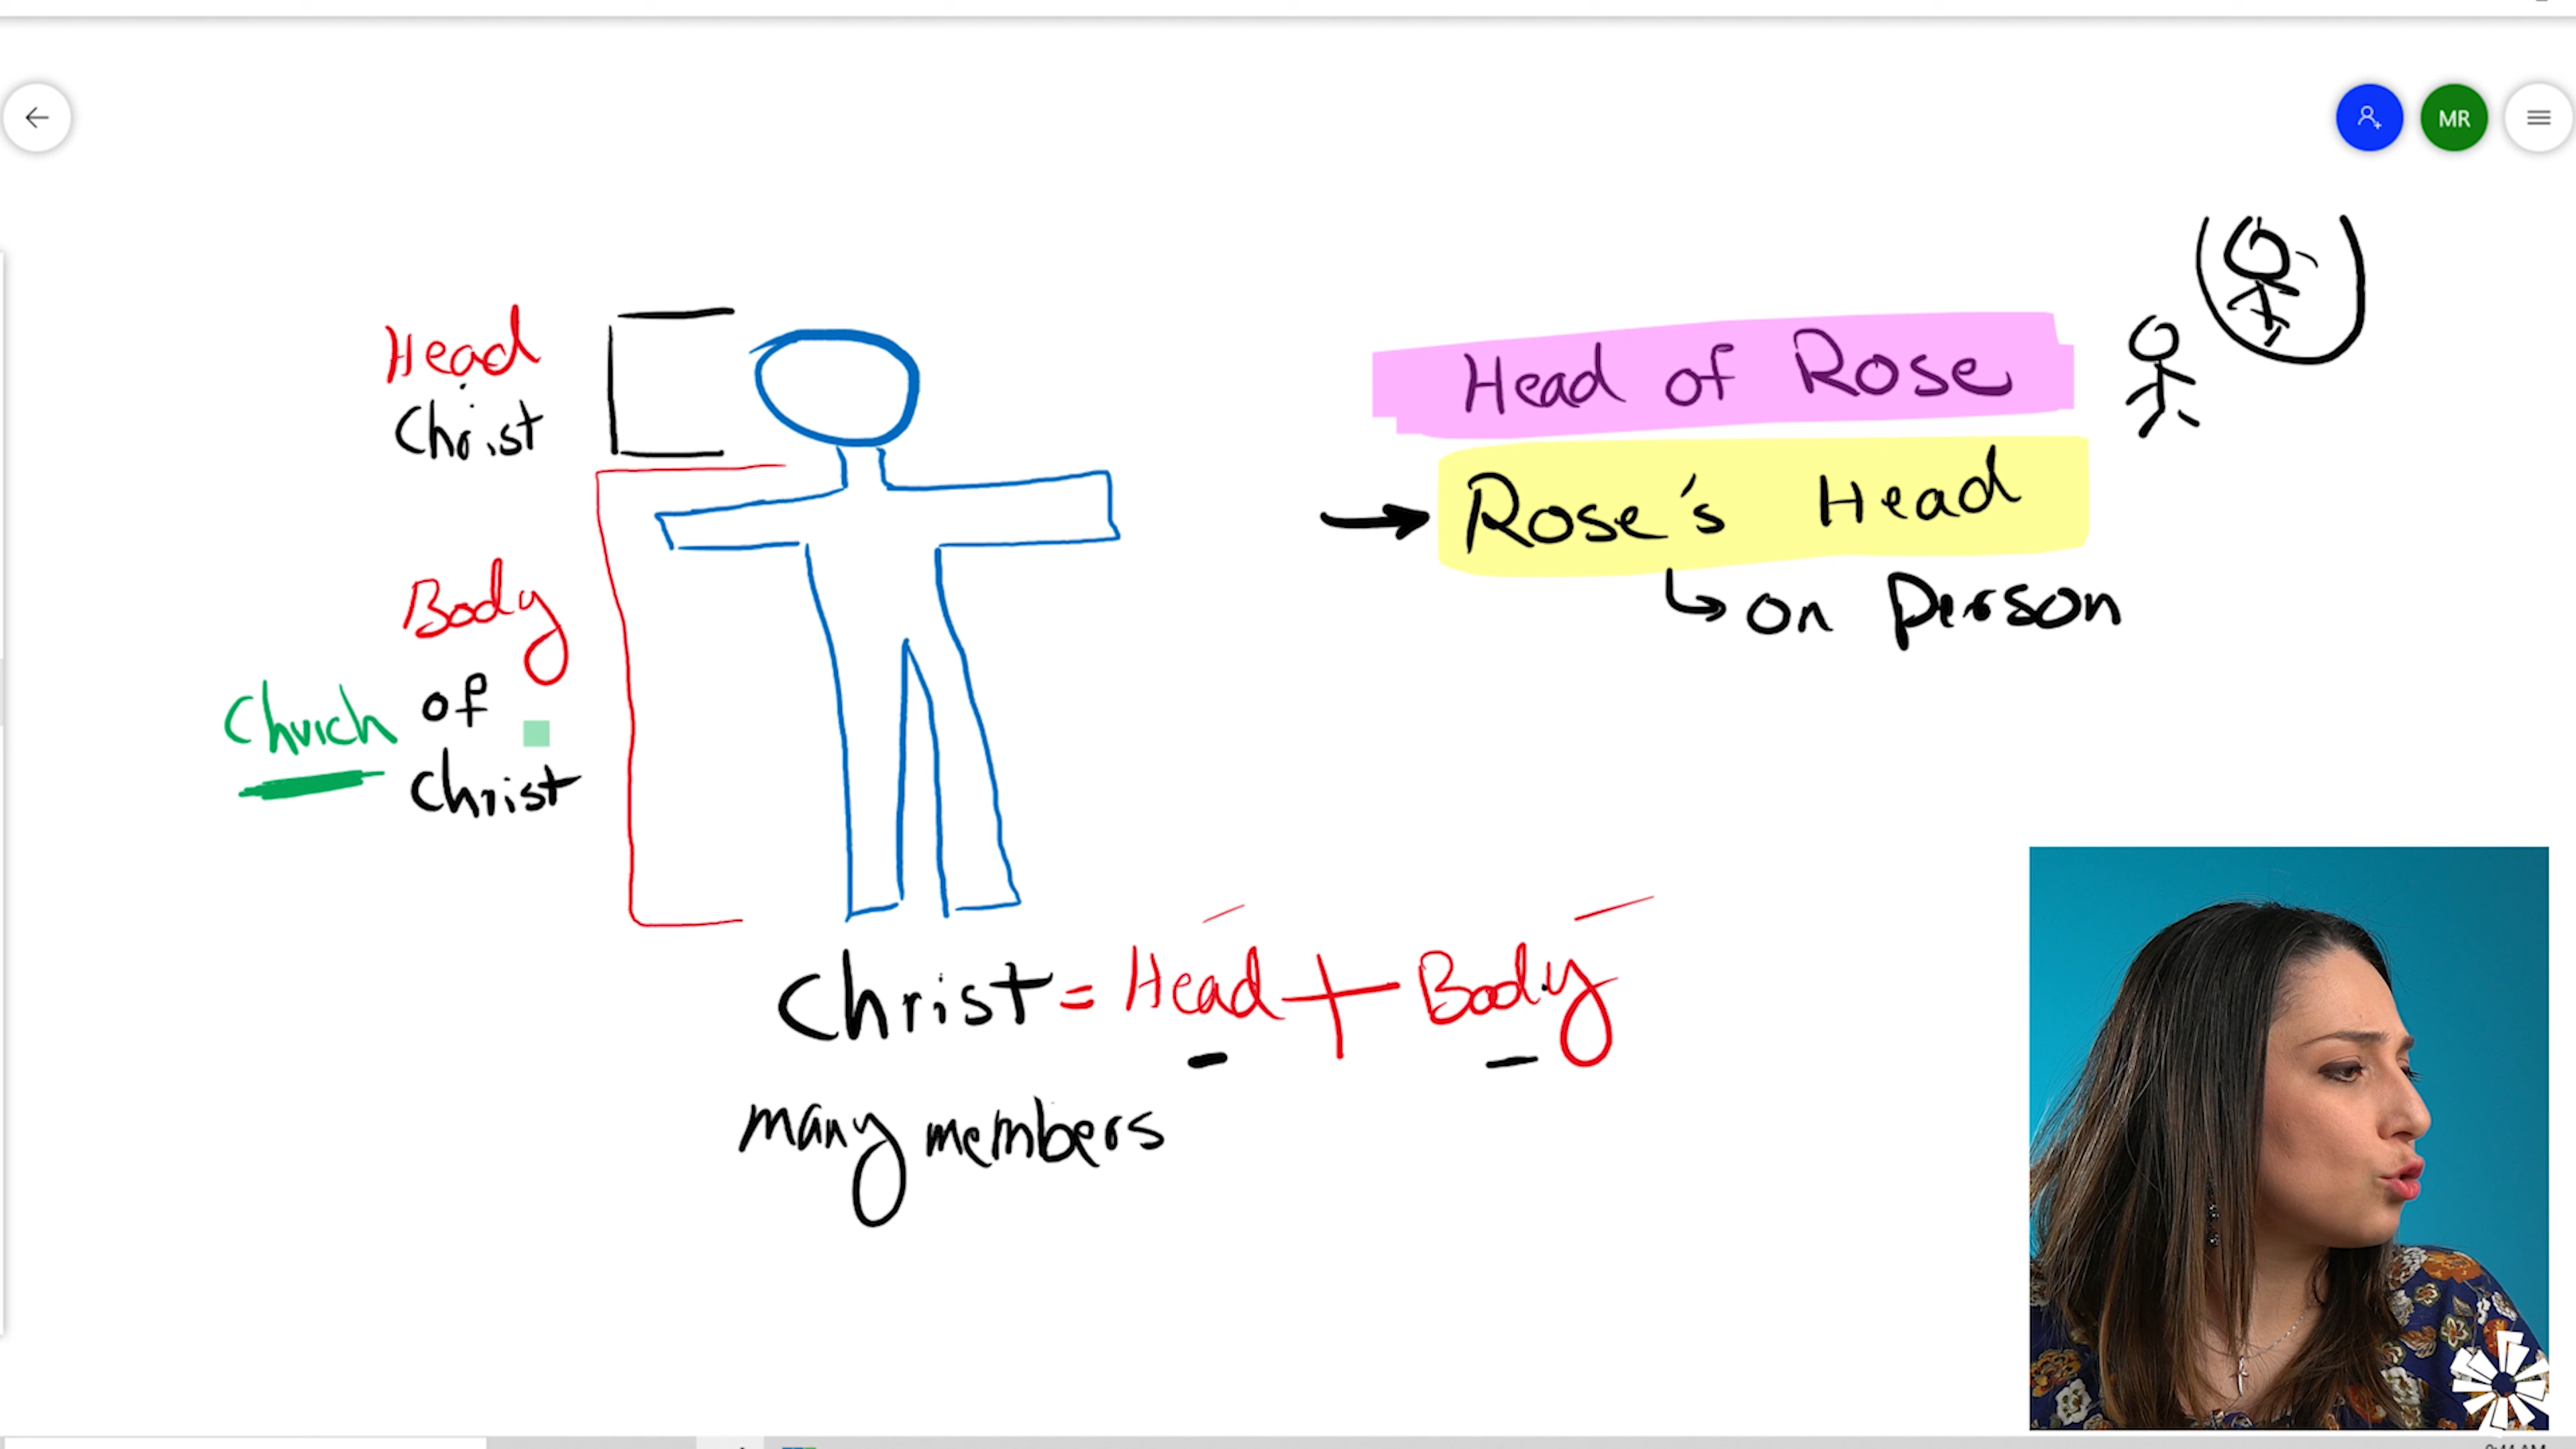 MR
Head
Christ
Body
Church of
Christ
Head of Rose
Rose's Head
on Person
Christ = Head + Body
many members